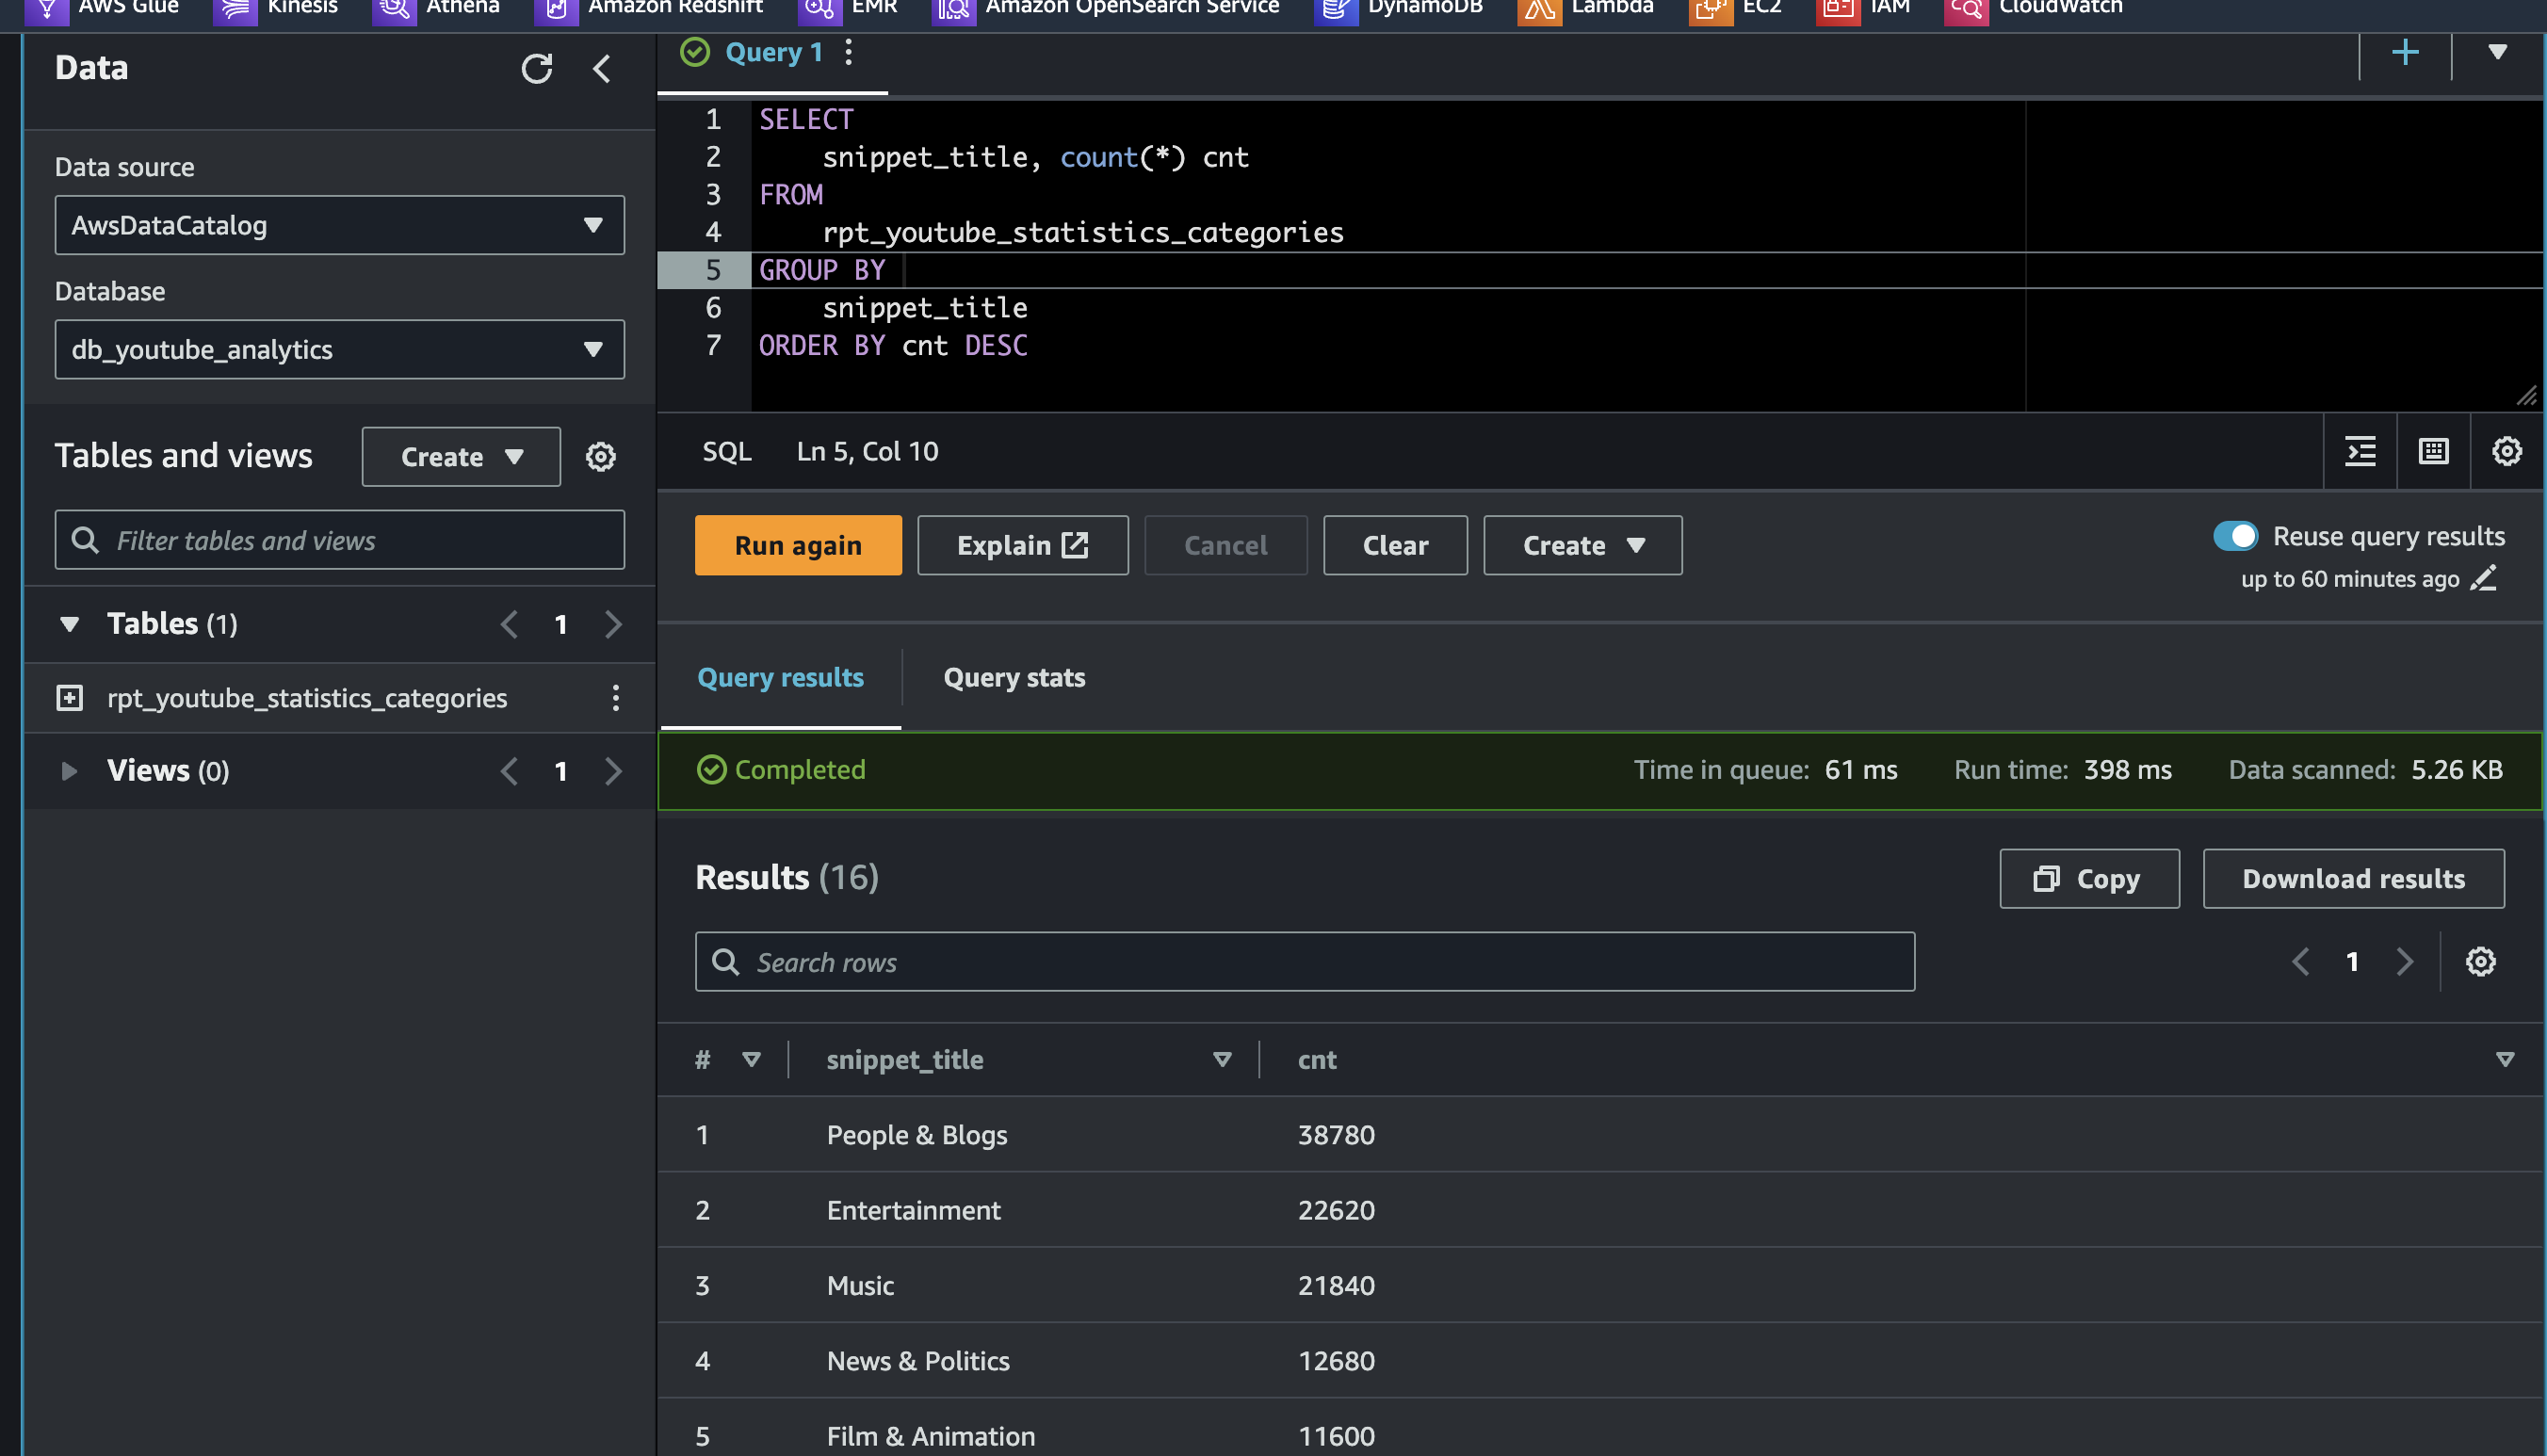 AWS Glue Kinesis Athena Amazon Redshift EMR Amazon OpenSearch Service DynamoDB Lambda EC2 IAM CloudWatch
Data
Data source
AwsDataCatalog
Database
db_youtube_analytics
Tables and views Create
Filter tables and views
Tables (1) 1
rpt_youtube_statistics_categories
Views (0) 1
Query 1
1 SELECT
2 snippet_title, count(*) cnt
3 FROM
4 rpt_youtube_statistics_categories
5 GROUP BY
6 snippet_title
7 ORDER BY cnt DESC
SQL Ln 5, Col 10
Run again Explain Cancel Clear Create
Reuse query results
up to 60 minutes ago
Query results Query stats
Completed Time in queue: 61 ms Run time: 398 ms Data scanned: 5.26 KB
Results (16) Copy Download results
Search rows 1
# snippet_title cnt
1 People & Blogs 38780
2 Entertainment 22620
3 Music 21840
4 News & Politics 12680
5 Film & Animation 11600